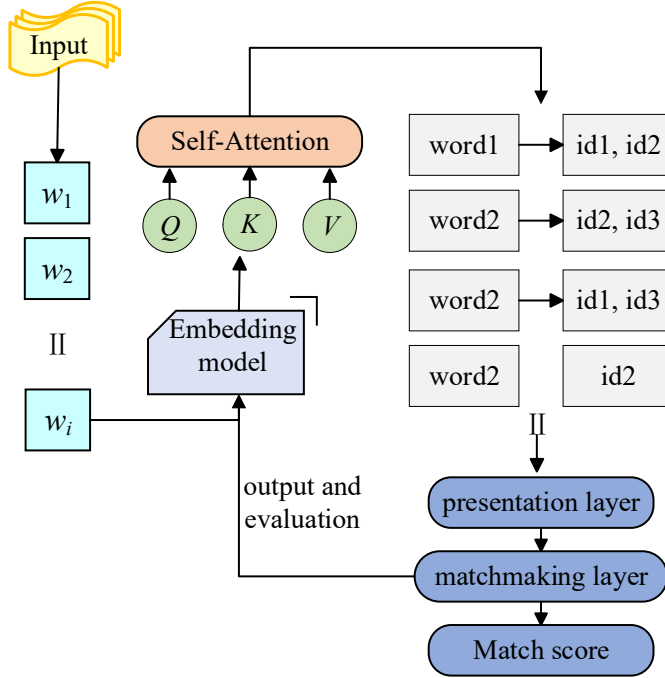 Input
w1
w2
II
wi
Self-Attention
Q
K
V
Embedding
model
output and
evaluation
word1
id1, id2
word2
id2, id3
word2
id1, id3
word2
id2
II
presentation layer
matchmaking layer
Match score